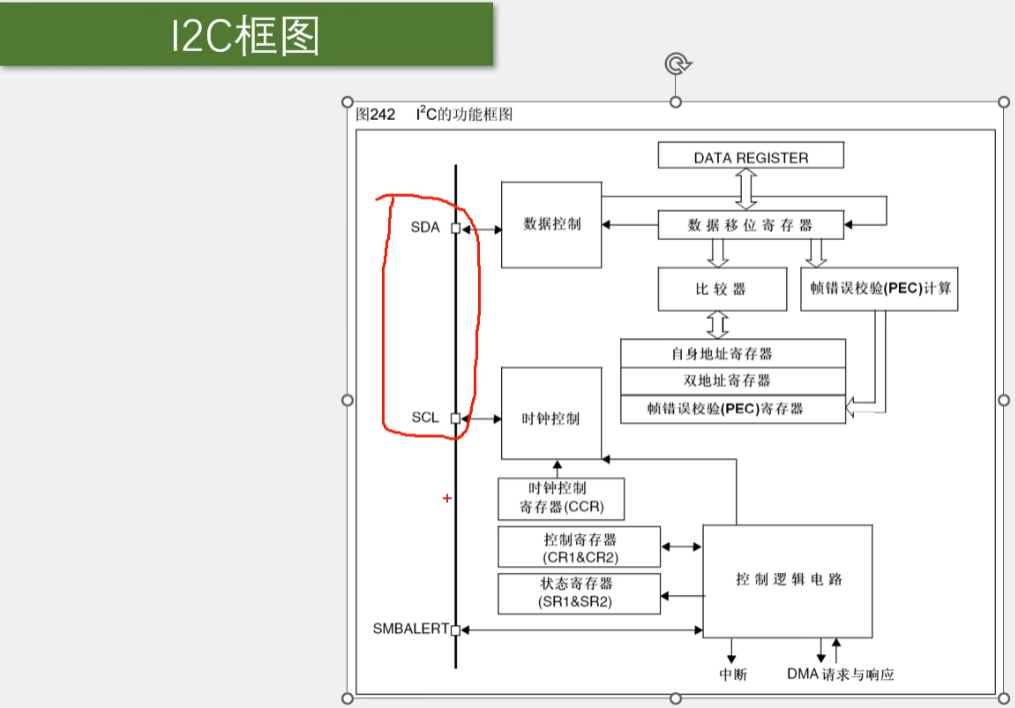 I2C框图
图242 I²C的功能框图
DATA REGISTER
SDA
数据控制
数据移位寄存器
比较器
帧错误校验(PEC)计算
自身地址寄存器
双地址寄存器
帧错误校验(PEC)寄存器
SCL
时钟控制
时钟控制
寄存器(CCR)
控制寄存器
(CR1&CR2)
状态寄存器
(SR1&SR2)
控制逻辑电路
SMBALERT
中断
DMA 请求与响应